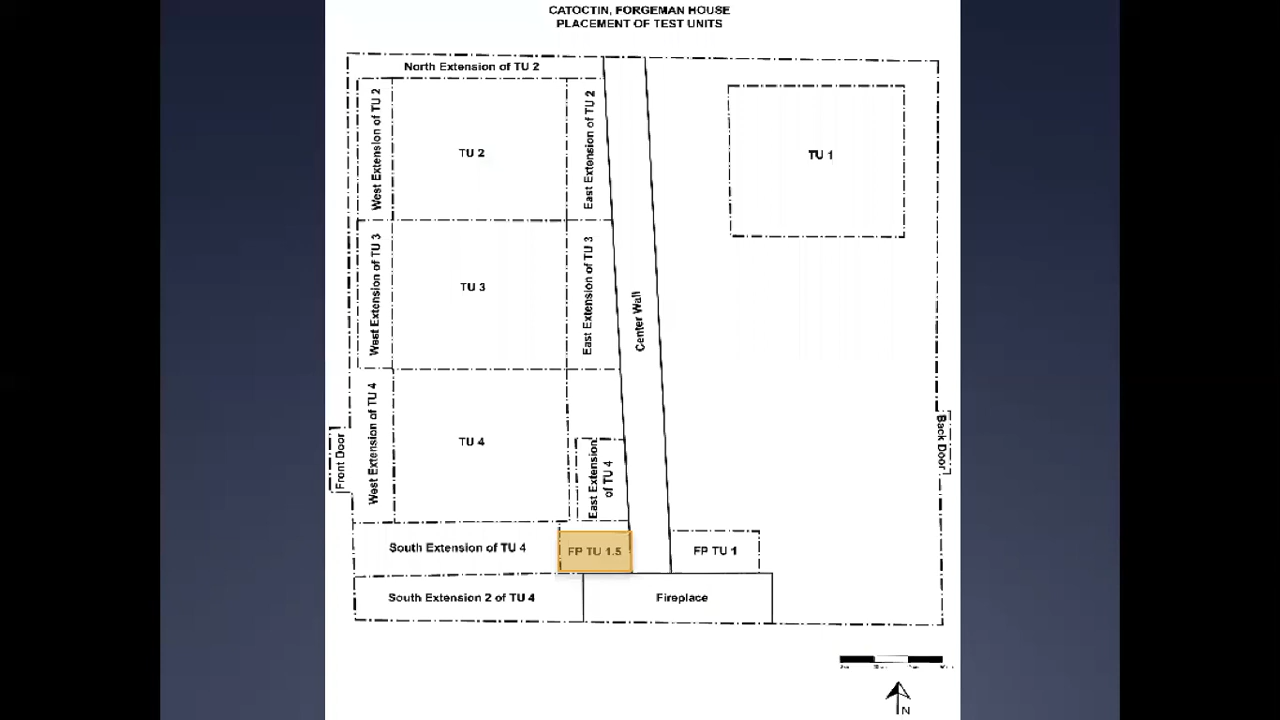 CATOCTIN, FORGEMAN HOUSE
PLACEMENT OF TEST UNITS
North Extension of TU 2
West Extension of TU 2
TU 2
East Extension of TU 2
TU 1
West Extension of TU 3
TU 3
East Extension of TU 3
Center Wall
Front Door
West Extension of TU 4
TU 4
East Extension
of TU 4
Back Door
South Extension of TU 4
FP TU 1.5
FP TU 1
South Extension 2 of TU 4
Fireplace
N